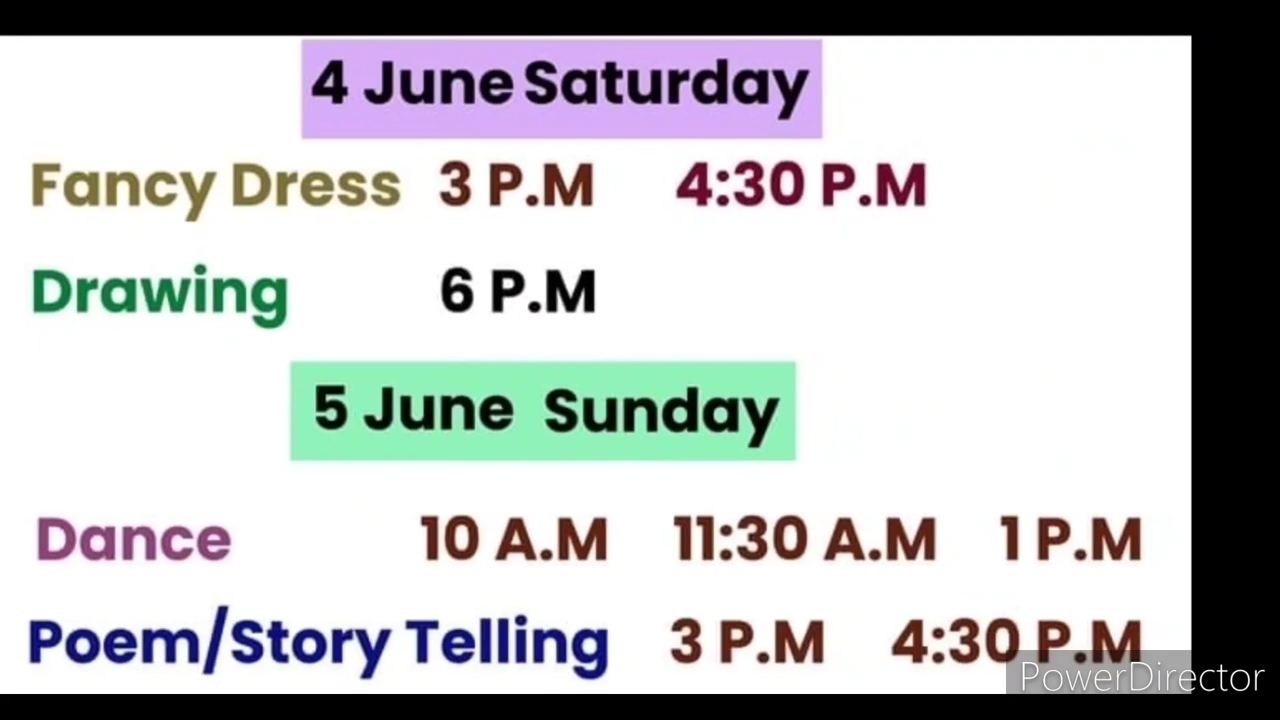 4 June Saturday
Fancy Dress 3 P.M 4:30 P.M
Drawing 6 P.M
5 June Sunday
Dance 10 A.M 11:30 A.M 1 P.M
Poem/Story Telling 3 P.M 4:30 P.M
PowerDirector